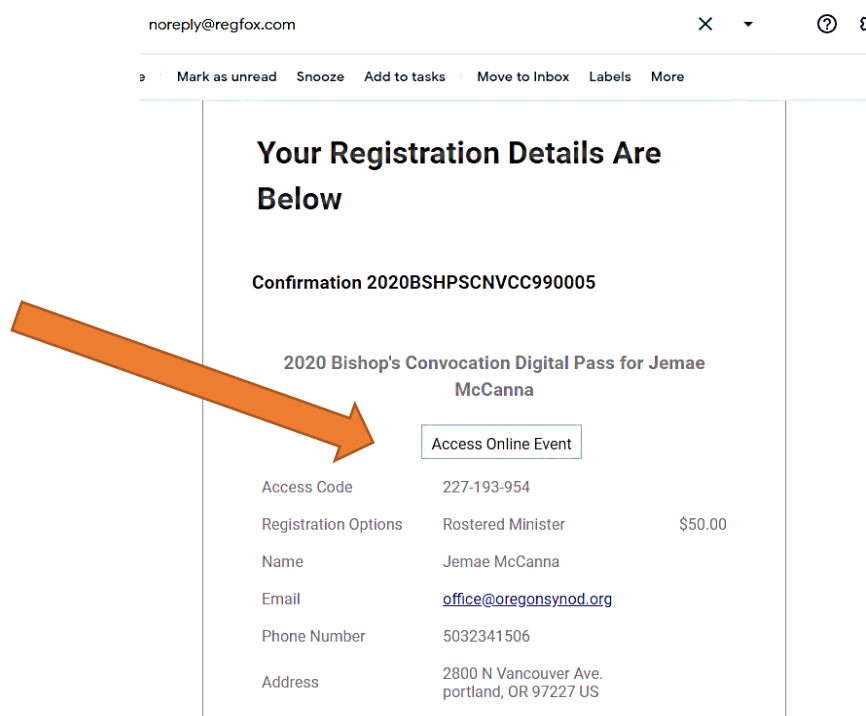 noreply@regfox.com
Mark as unread Snooze Add to tasks Move to Inbox Labels More
Your Registration Details Are
Below
Confirmation 2020BSHPSCNVCC990005
2020 Bishop's Convocation Digital Pass for Jemae
McCanna
Access Online Event
Access Code 227-193-954
Registration Options Rostered Minister $50.00
Name Jemae McCanna
Email office@oregonsynod.org
Phone Number 5032341506
Address 2800 N Vancouver Ave.
portland, OR 97227 US